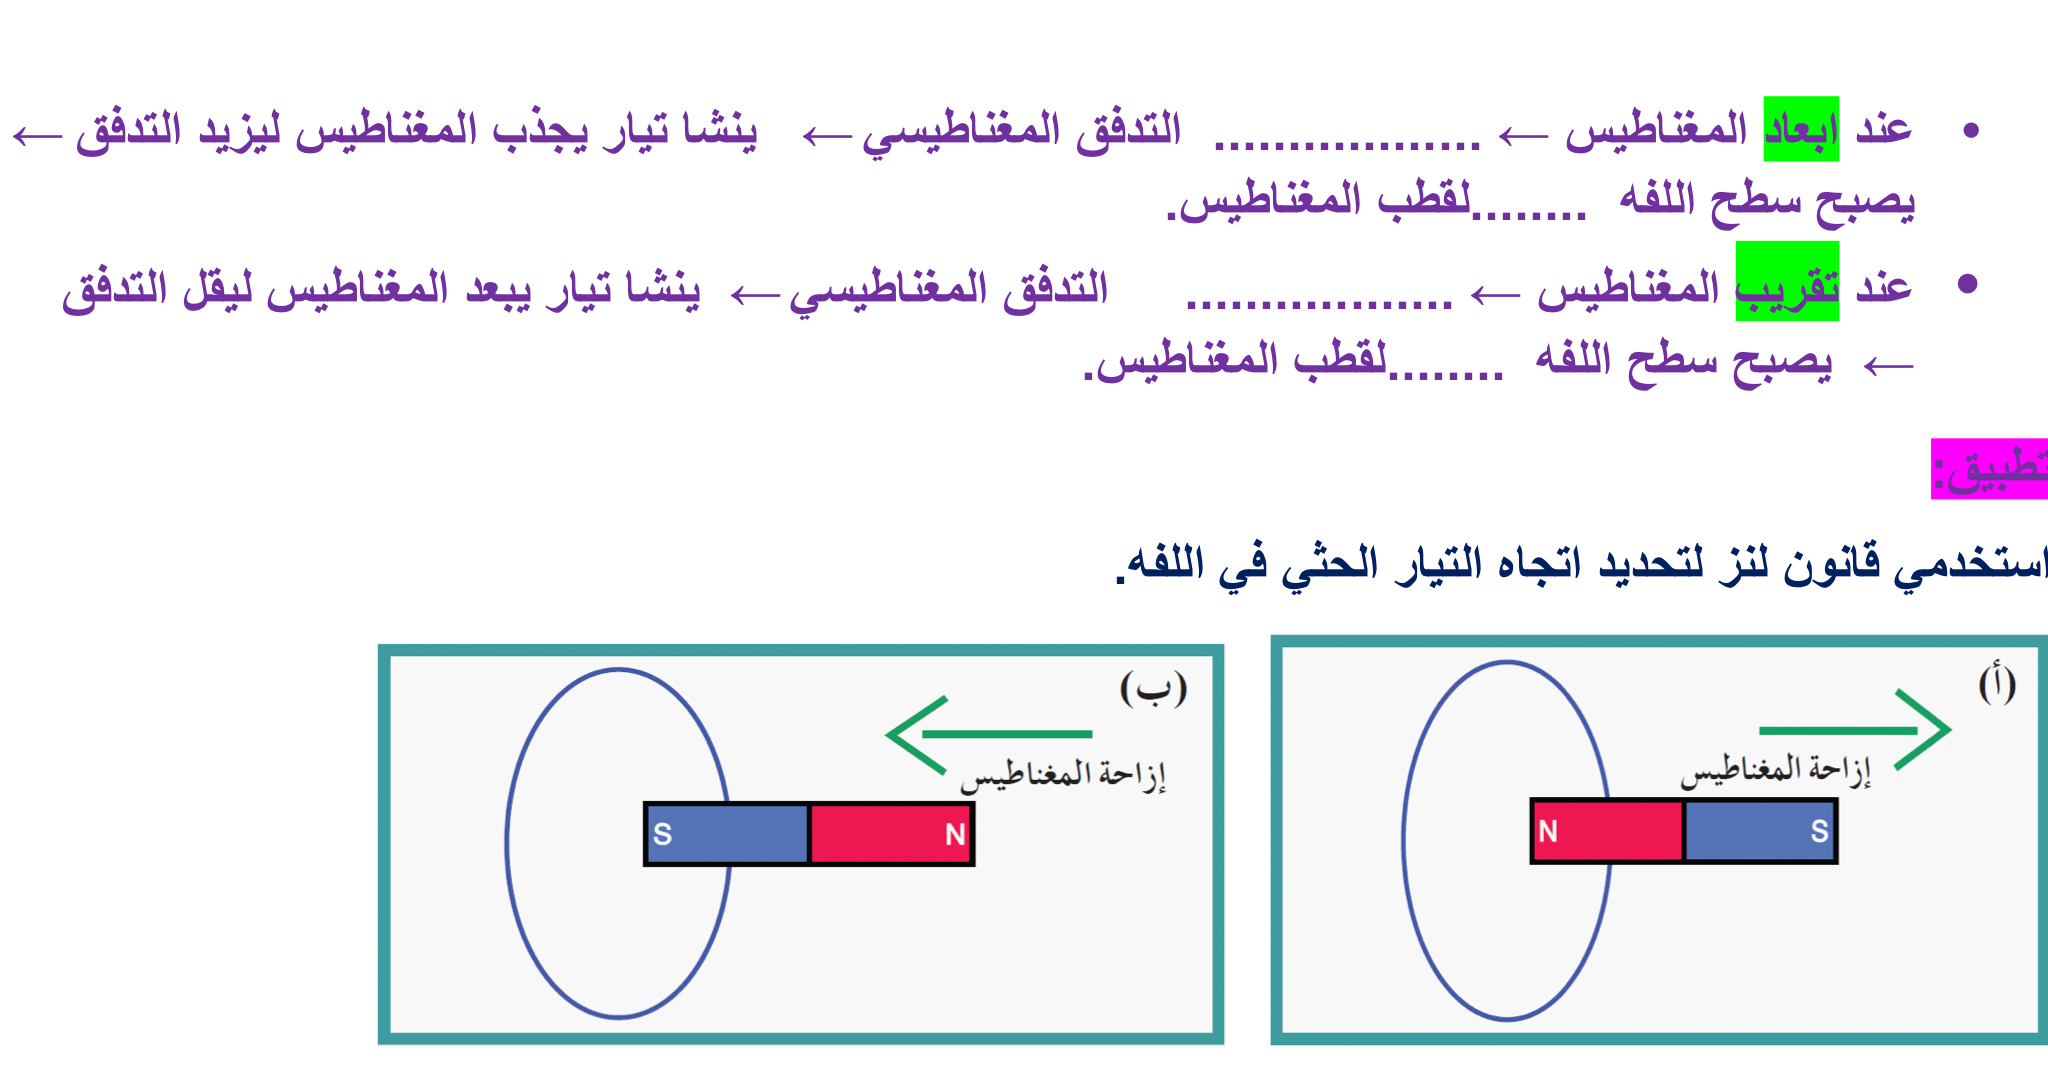 • عند ابعاد المغناطيس ← .................. التدفق المغناطيسي← ينشا تيار يجذب المغناطيس ليزيد التدفق ←
يصبح سطح اللفه ........لقطب المغناطيس.
• عند تقريب المغناطيس ← .................. التدفق المغناطيسي← ينشا تيار يبعد المغناطيس ليقل التدفق
← يصبح سطح اللفه ........لقطب المغناطيس.
تطبيق:
استخدمي قانون لنز لتحديد اتجاه التيار الحثي في اللفه.
(أ)
إزاحة المغناطيس
N S
(ب)
إزاحة المغناطيس
S N